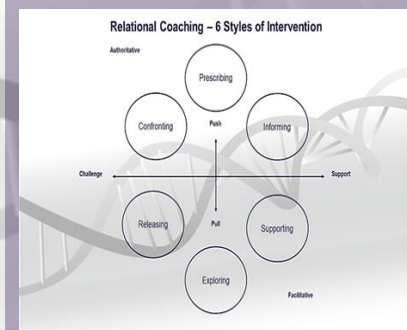 Relational Coaching – 6 Styles of Intervention
Authoritative
Prescribing
Confronting
Push
Informing
Challenge
Support
Releasing
Pull
Supporting
Exploring
Facilitative